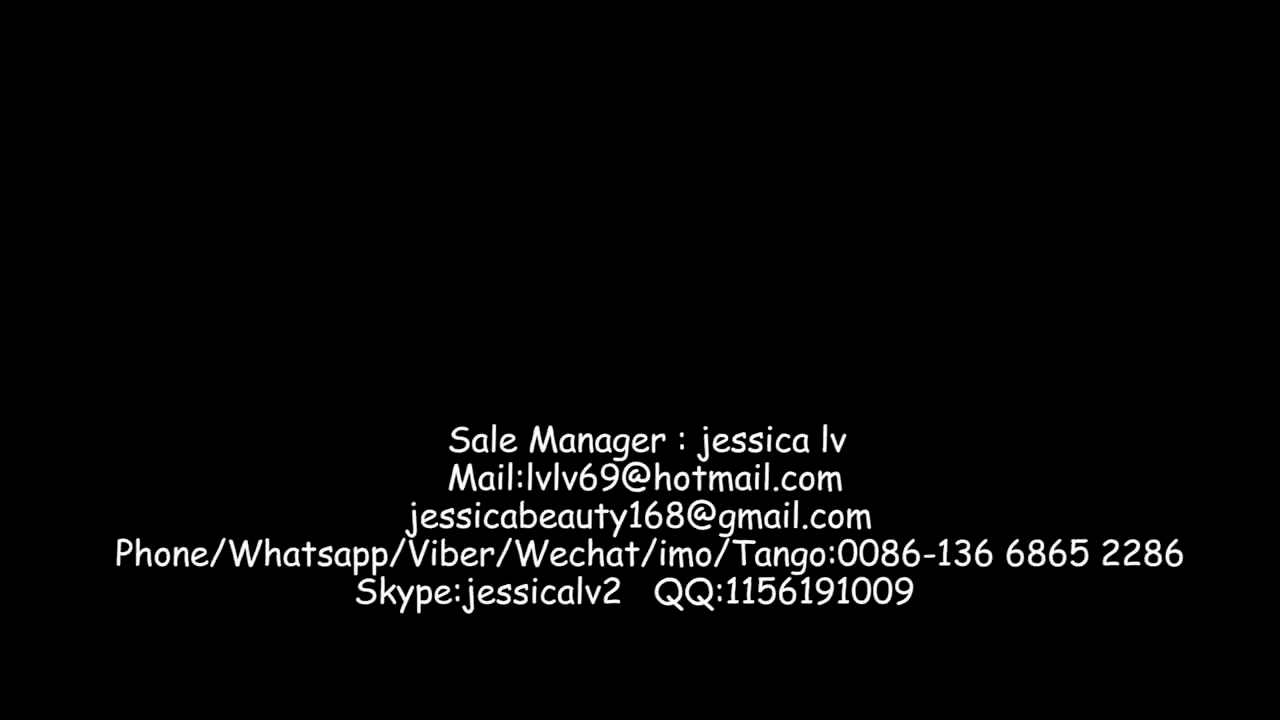 Sale Manager : jessica lv
Mail:lvlv69@hotmail.com
jessicabeauty168@gmail.com
Phone/Whatsapp/Viber/Wechat/imo/Tango:0086-136 6865 2286
Skype:jessicalv2 QQ:1156191009